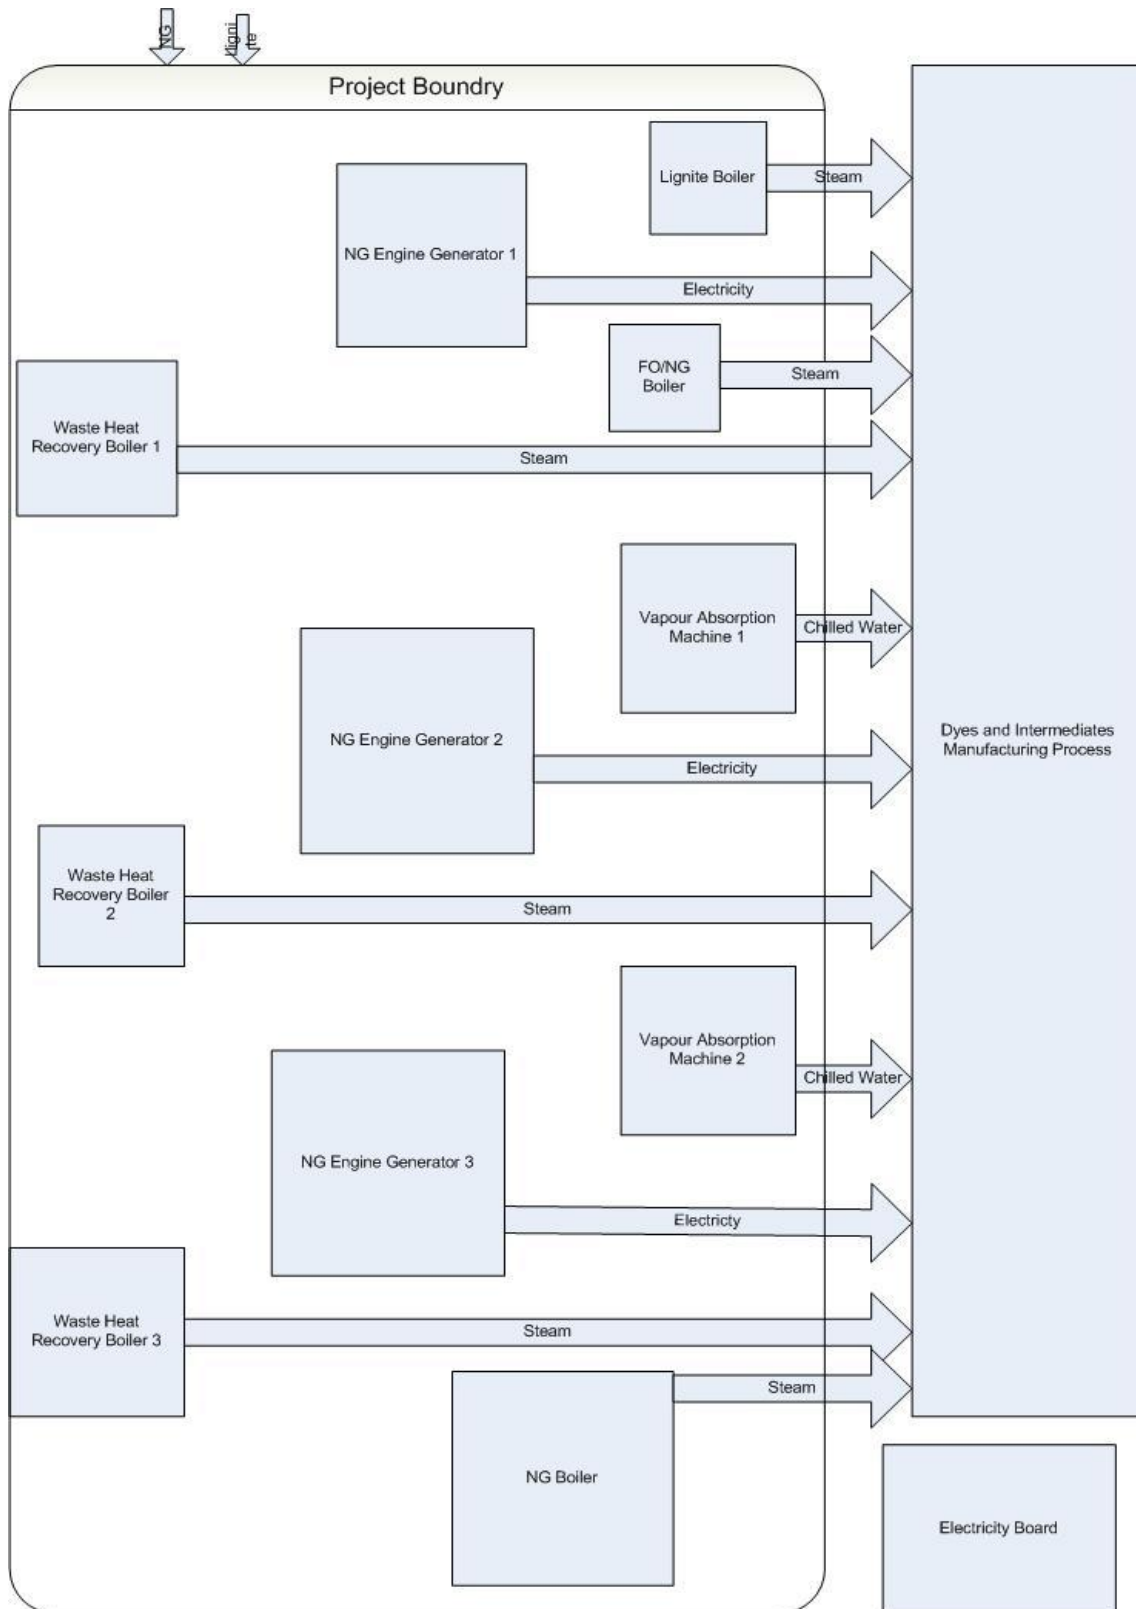 NG
Ligni
te
Project Boundry
Lignite Boiler
Steam
NG Engine Generator 1
Electricity
FO/NG
Boiler
Steam
Waste Heat
Recovery Boiler 1
Steam
Vapour Absorption
Machine 1
Chilled Water
Dyes and Intermediates
Manufacturing Process
NG Engine Generator 2
Electricity
Waste Heat
Recovery Boiler
2
Steam
Vapour Absorption
Machine 2
Chilled Water
NG Engine Generator 3
Electricty
Waste Heat
Recovery Boiler 3
Steam
Steam
NG Boiler
Electricity Board